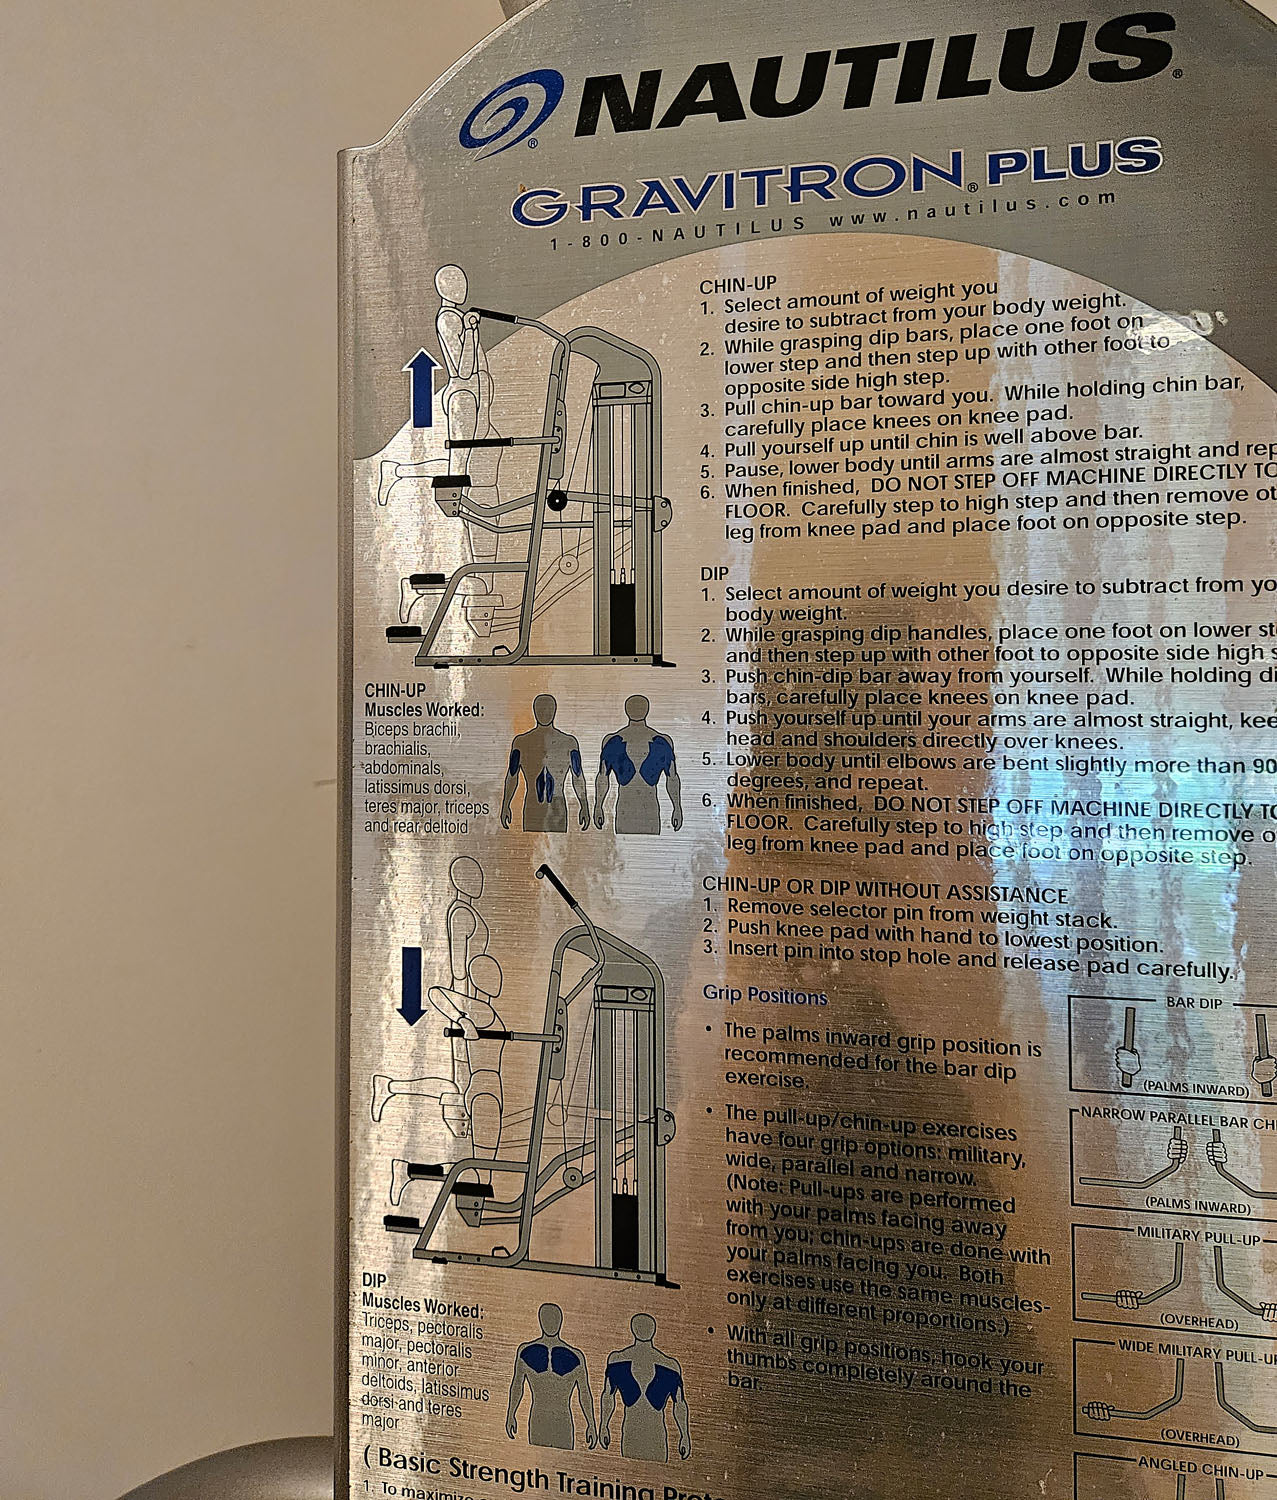 NAUTILUS®
GRAVITRON® PLUS
1-800-NAUTILUS www.nautilus.com
CHIN-UP
1. Select amount of weight you
desire to subtract from your body weight.
2. While grasping dip bars, place one foot on
lower step and then step up with other foot to
opposite side high step.
3. Pull chin-up bar toward you. While holding chin bar,
carefully place knees on knee pad.
4. Pull yourself up until chin is well above bar.
5. Pause, lower body until arms are almost straight and
6. When finished, DO NOT STEP OFF MACHINE DIRECTLY TO
FLOOR. Carefully step to high step and then remove
leg from knee pad and place foot on opposite step.
DIP
1. Select amount of weight you desire to subtract from
body weight.
2. While grasping dip handles, place one foot on lower
and then step up with other foot to opposite side high
3. Push chin-dip bar away from yourself. While holding
bars, carefully place knees on knee pad.
4. Push yourself up until your arms are almost straight,
head and shoulders directly over knees.
5. Lower body until elbows are bent slightly more than 90
degrees, and repeat.
6. When finished, DO NOT STEP OFF MACHINE DIRECTLY TO
FLOOR. Carefully step to high step and then remove
leg from knee pad and place foot on opposite step.
CHIN-UP OR DIP WITHOUT ASSISTANCE
1. Remove selector pin from weight stack.
2. Push knee pad with hand to lowest position.
3. Insert pin into stop hole and release pad carefully.
CHIN-UP
Muscles Worked:
Biceps brachii,
brachialis,
abdominals,
latissimus dorsi,
teres major, triceps
and rear deltoid
DIP
Muscles Worked:
Triceps, pectoralis
major, pectoralis
minor, anterior
deltoids, latissimus
dorsi and teres
major
Grip Positions
• The palms inward grip position is
recommended for the bar dip
exercise.
• The pull-up/chin-up exercises
have four grip options: military,
wide, parallel and narrow.
(Note: Pull-ups are performed
with your palms facing away
from you; chin-ups are done with
your palms facing you. Both
exercises use the same muscles-
only at different proportions.)
• With all grip positions, hook your
thumbs completely around the
bar.
BAR DIP
(PALMS INWARD)
NARROW PARALLEL BAR
(PALMS INWARD)
MILITARY PULL-UP
(OVERHEAD)
WIDE MILITARY PULL-UP
(OVERHEAD)
ANGLED CHIN-UP
( Basic Strength Training
1. To maximize